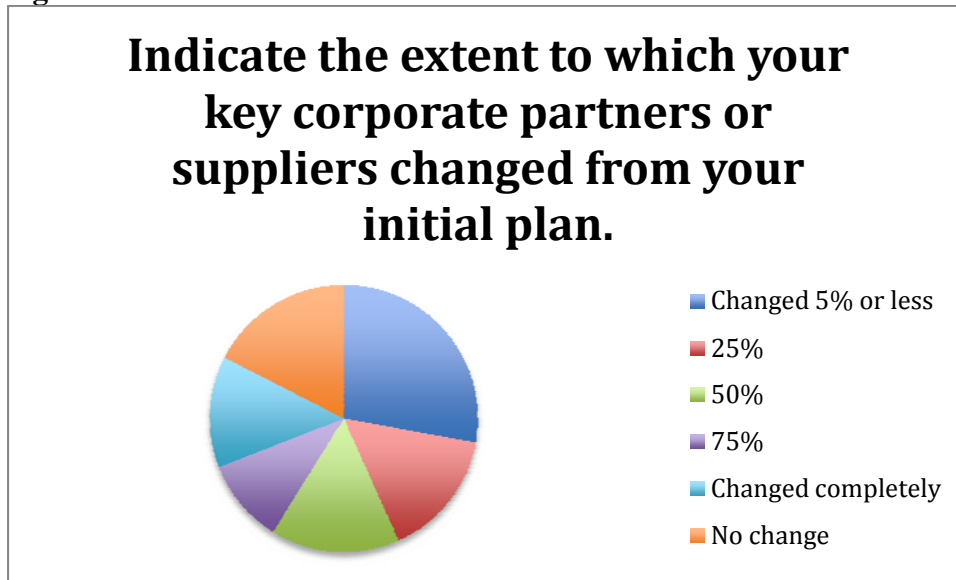 Indicate the extent to which your
key corporate partners or
suppliers changed from your
initial plan.
Changed 5% or less
25%
50%
75%
Changed completely
No change